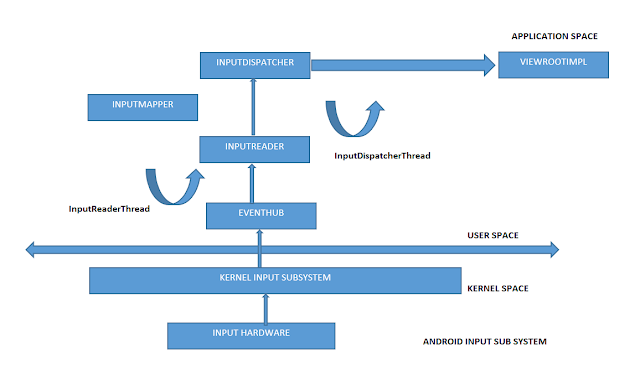 APPLICATION SPACE
INPUTDISPATCHER
VIEWROOTIMPL
INPUTMAPPER
INPUTREADER
InputDispatcherThread
InputReaderThread
EVENTHUB
USER SPACE
KERNEL INPUT SUBSYSTEM
KERNEL SPACE
INPUT HARDWARE
ANDROID INPUT SUB SYSTEM